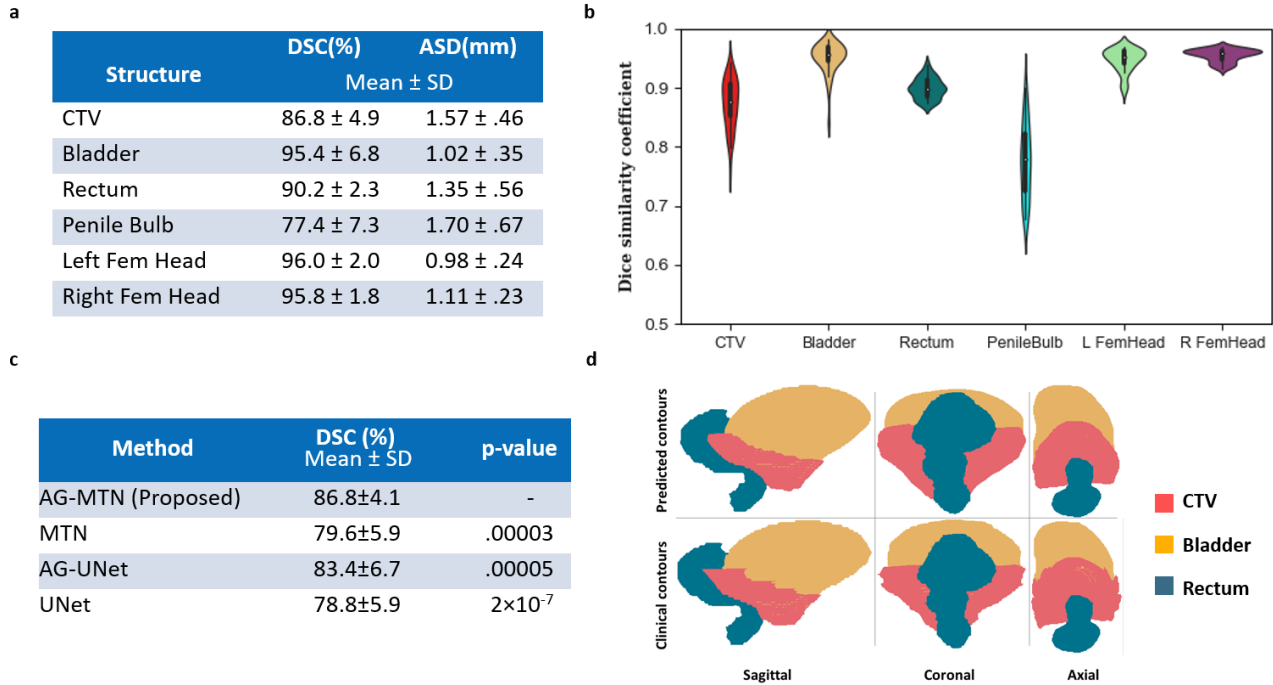 a
Structure DSC(%) ASD(mm)
Mean ± SD
CTV 86.8 ± 4.9 1.57 ± .46
Bladder 95.4 ± 6.8 1.02 ± .35
Rectum 90.2 ± 2.3 1.35 ± .56
Penile Bulb 77.4 ± 7.3 1.70 ± .67
Left Fem Head 96.0 ± 2.0 0.98 ± .24
Right Fem Head 95.8 ± 1.8 1.11 ± .23
b
Dice similarity coefficient
1.0
0.9
0.8
0.7
0.6
0.5
CTV Bladder Rectum PenileBulb L FemHead R FemHead
c
Method DSC (%) p-value
Mean ± SD
AG-MTN (Proposed) 86.8±4.1 -
MTN 79.6±5.9 .00003
AG-UNet 83.4±6.7 .00005
UNet 78.8±5.9 2×10⁻⁷
d
Predicted contours
Clinical contours
Sagittal Coronal Axial
CTV
Bladder
Rectum